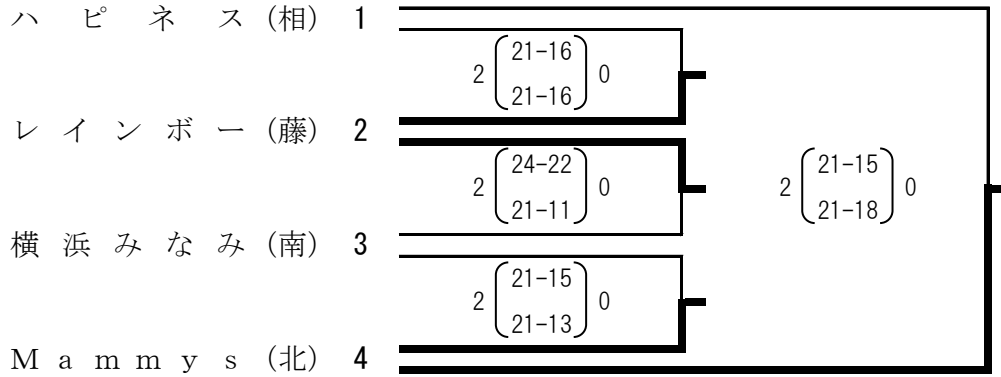 ハピネス(相) 1
2 21-16 0
21-16
レインボー(藤) 2
2 24-22 0
21-11
2 21-15 0
21-18
横浜みなみ(南) 3
2 21-15 0
21-13
Mammys(北) 4